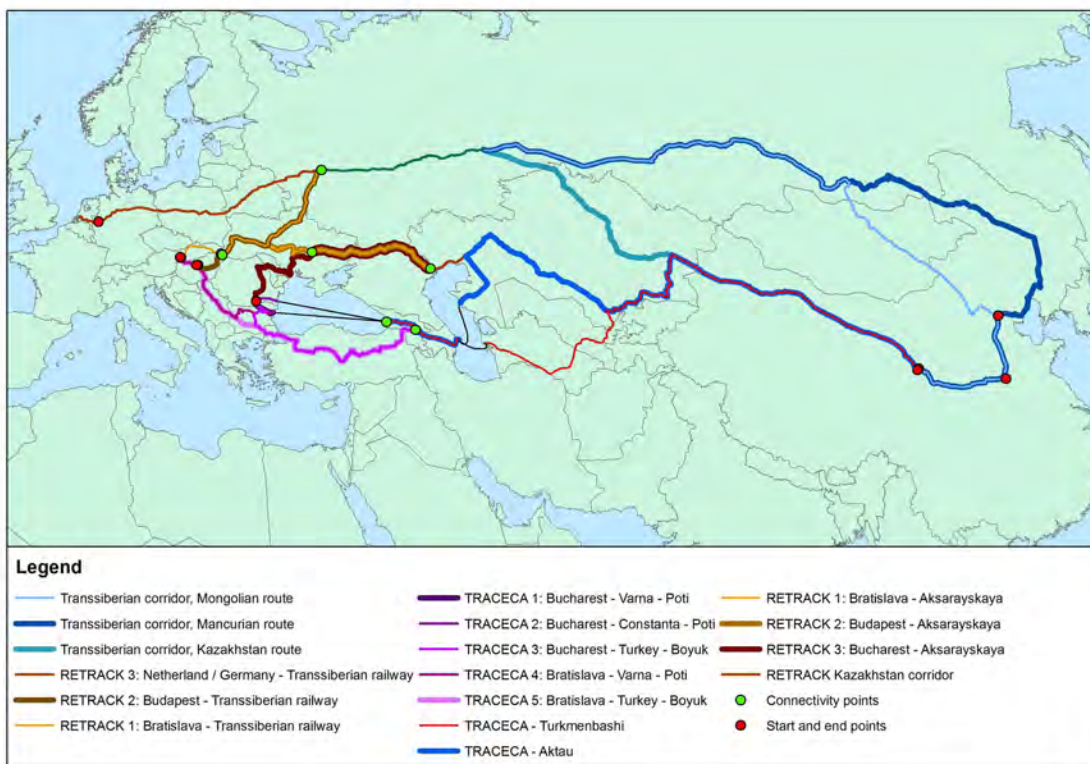 Legend
Transsiberian corridor, Mongolian route
Transsiberian corridor, Mancurian route
Transsiberian corridor, Kazakhstan route
RETRACK 3: Netherland / Germany - Transsiberian railway
RETRACK 2: Budapest - Transsiberian railway
RETRACK 1: Bratislava - Transsiberian railway
TRACECA 1: Bucharest - Varna - Poti
TRACECA 2: Bucharest - Constanta - Poti
TRACECA 3: Bucharest - Turkey - Boyuk
TRACECA 4: Bratislava - Varna - Poti
TRACECA 5: Bratislava - Turkey - Boyuk
TRACECA - Turkmenbashi
TRACECA - Aktau
RETRACK 1: Bratislava - Aksarayskaya
RETRACK 2: Budapest - Aksarayskaya
RETRACK 3: Bucharest - Aksarayskaya
RETRACK Kazakhstan corridor
Connectivity points
Start and end points